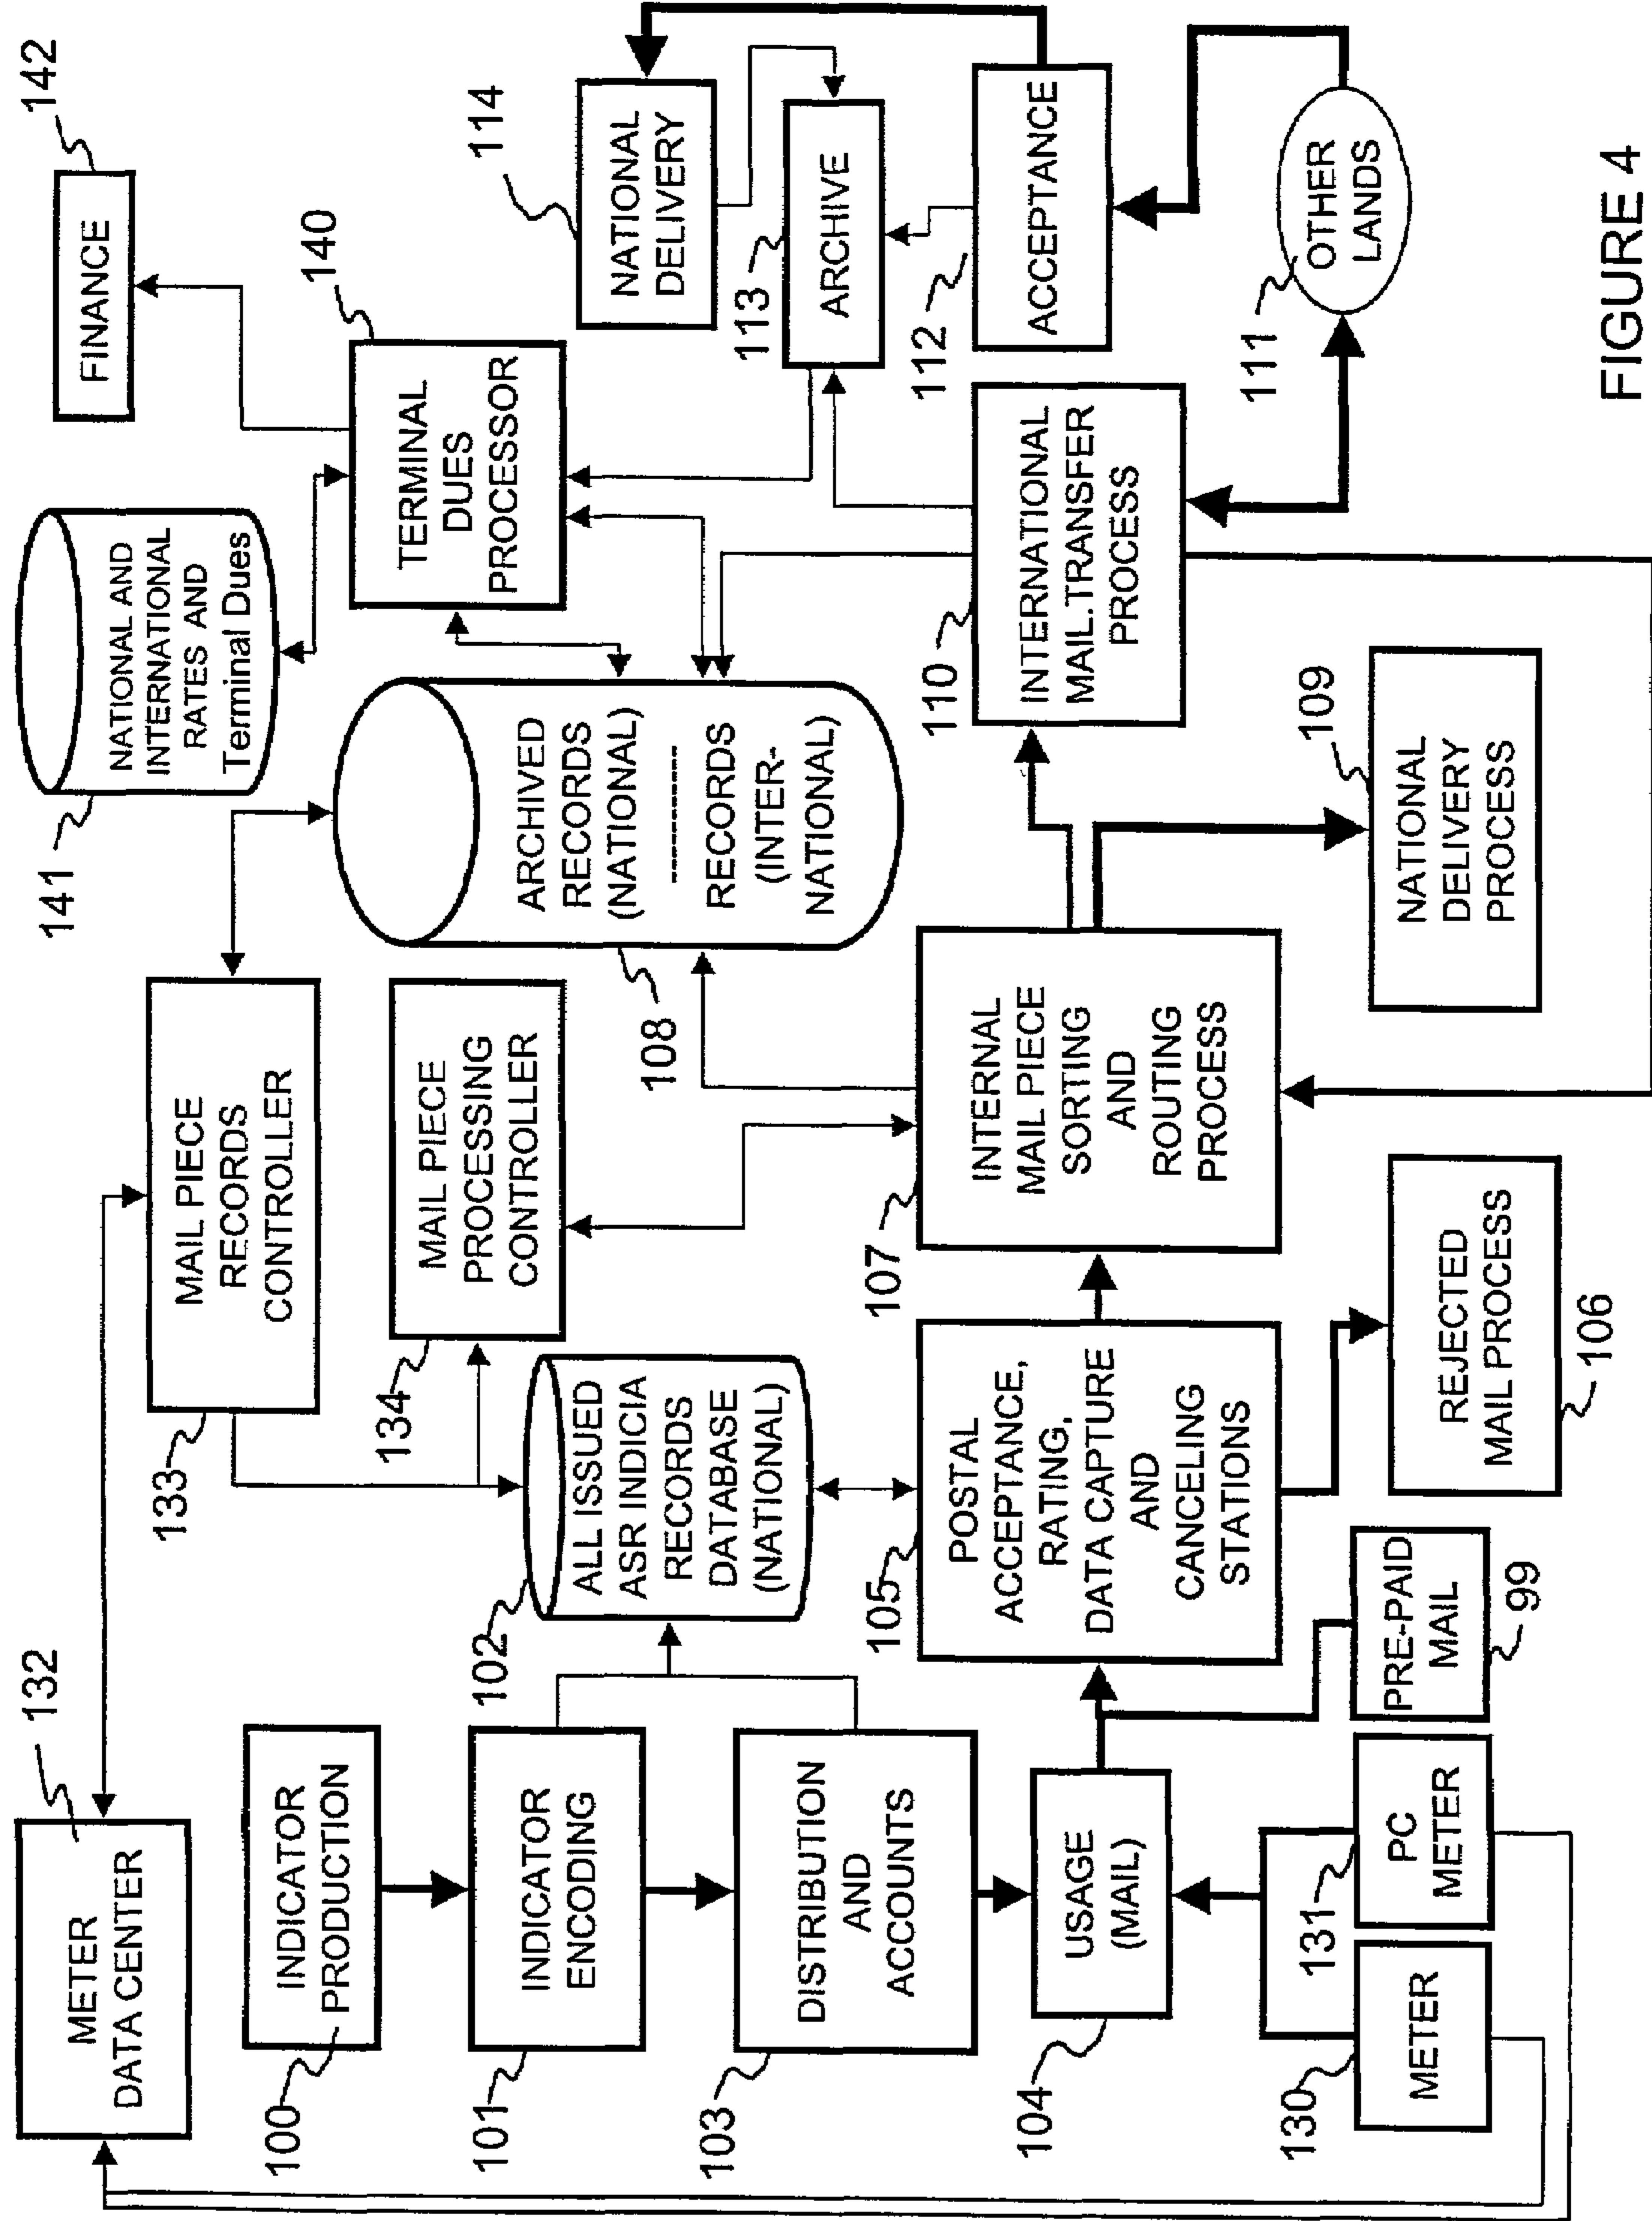 132
METER
DATA CENTER
133
MAIL PIECE
RECORDS
CONTROLLER
141
NATIONAL AND
INTERNATIONAL
RATES AND
Terminal Dues
FINANCE
142
100
INDICATOR
PRODUCTION
101
INDICATOR
ENCODING
103
DISTRIBUTION
AND
ACCOUNTS
102
ALL ISSUED
ASR INDICIA
RECORDS
DATABASE
(NATIONAL)
134
MAIL PIECE
PROCESSING
CONTROLLER
108
ARCHIVED
RECORDS
(NATIONAL)
----------
RECORDS
(INTER-
NATIONAL)
140
TERMINAL
DUES
PROCESSOR
114
NATIONAL
DELIVERY
113
ARCHIVE
104
USAGE
(MAIL)
105
POSTAL
ACCEPTANCE,
RATING,
DATA CAPTURE
AND
CANCELING
STATIONS
107
INTERNAL
MAIL PIECE
SORTING
AND
ROUTING
PROCESS
110
INTERNATIONAL
MAIL.TRANSFER
PROCESS
112
ACCEPTANCE
130
METER
131
PC
METER
PRE-PAID
MAIL
99
REJECTED
MAIL PROCESS
106
109
NATIONAL
DELIVERY
PROCESS
111
OTHER
LANDS
FIGURE 4